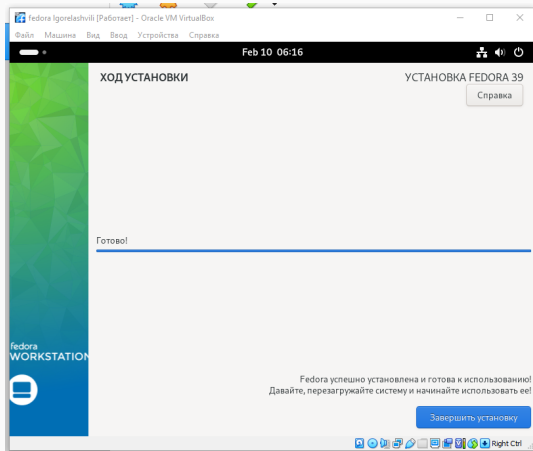 fedora Igorelashvili [Работает] - Oracle VM VirtualBox
Файл Машина Вид Ввод Устройства Справка
Feb 10 06:16
ХОД УСТАНОВКИ
УСТАНОВКА FEDORA 39
Справка
Готово!
fedora
WORKSTATION
Fedora успешно установлена и готова к использованию!
Давайте, перезагружайте систему и начинайте использовать ее!
Завершить установку
Right Ctrl